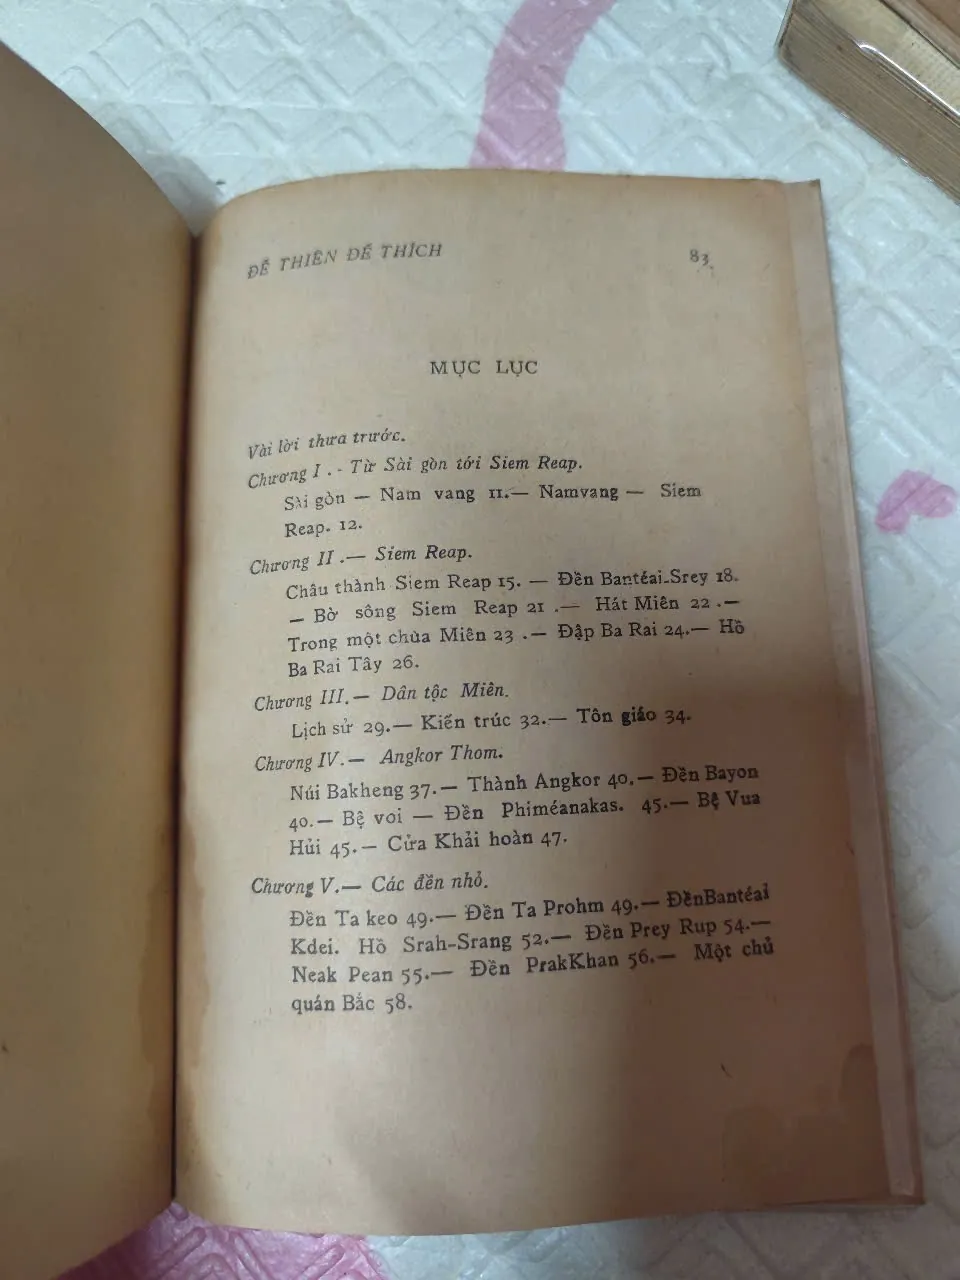 ĐẾ THIÊN ĐẾ THÍCH 83
MỤC LỤC
Vài lời thưa trước.
Chương I .- Từ Sài gòn tới Siem Reap.
Sài gòn — Nam vang 11.— Namvang — Siem
Reap. 12.
Chương II .— Siem Reap.
Châu thành Siem Reap 15. — Đền Bantéai-Srey 18.
— Bờ sông Siem Reap 21 .— Hát Miên 22 .—
Trong một chùa Miên 23 .— Đập Ba Rai 24.— Hồ
Ba Rai Tây 26.
Chương III.— Dân tộc Miên.
Lịch sử 29.— Kiến trúc 32.— Tôn giáo 34.
Chương IV.— Angkor Thom.
Núi Bakheng 37.— Thành Angkor 40.— Đền Bayon
40.— Bệ voi — Đền Phiméanakas. 45.— Bệ Vua
Hủi 45.— Cửa Khải hoàn 47.
Chương V.— Các đền nhỏ.
Đền Ta keo 49.— Đền Ta Prohm 49.— ĐềnBantéai
Kdei. Hồ Srah-Srang 52.— Đền Prey Rup 54.—
Neak Pean 55.— Đền PrakKhan 56.— Một chủ
quán Bắc 58.